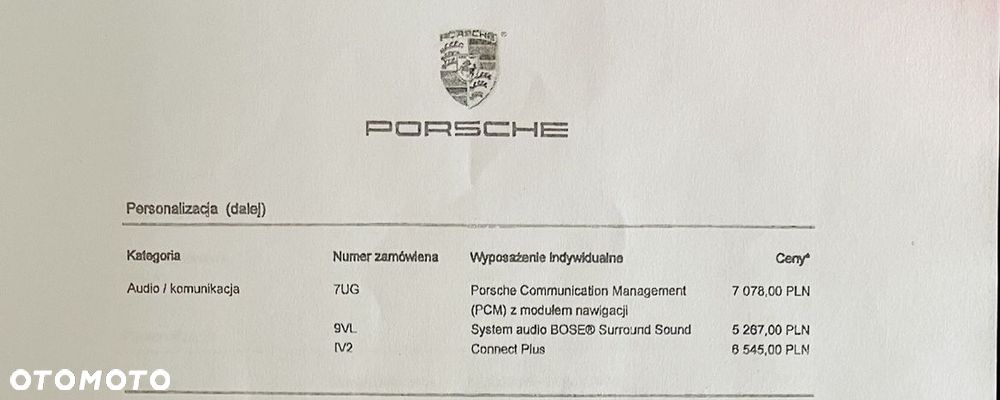 PORSCHE
PORSCHE
Personalizacja (dalej)
Kategoria Numer zamówiena Wyposażenie Indywidualne Ceny*
Audio / komunikacja 7UG Porsche Communication Management 7 078,00 PLN
(PCM) z modułem nawigacji
9VL System audio BOSE® Surround Sound 5 267,00 PLN
IV2 Connect Plus 6 545,00 PLN
OTOMOTO